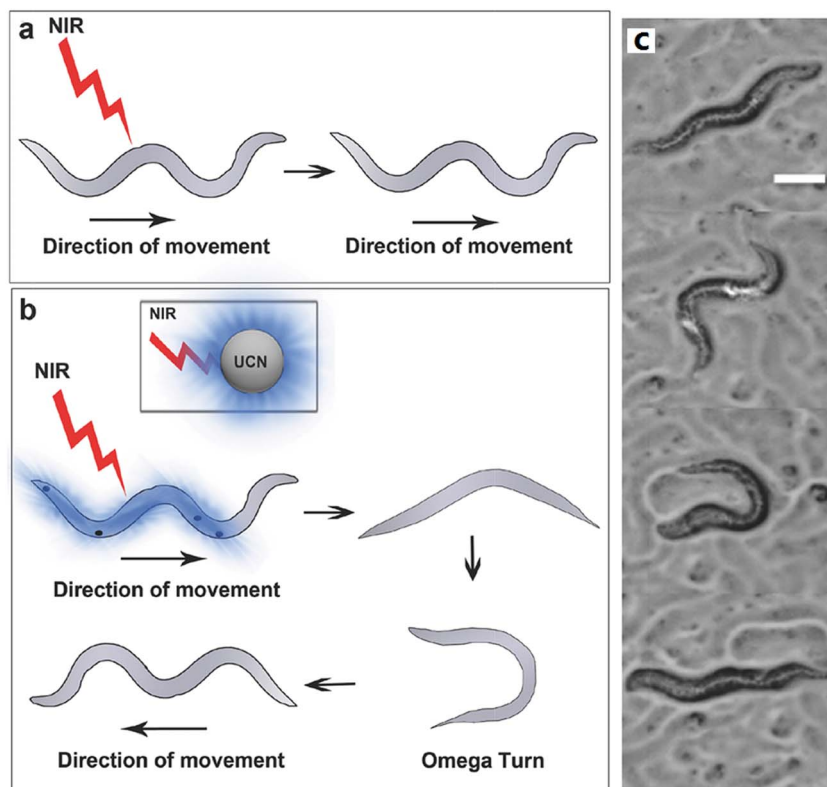 a
NIR
Direction of movement
Direction of movement
b
NIR
UCN
NIR
Direction of movement
Direction of movement
Omega Turn
C